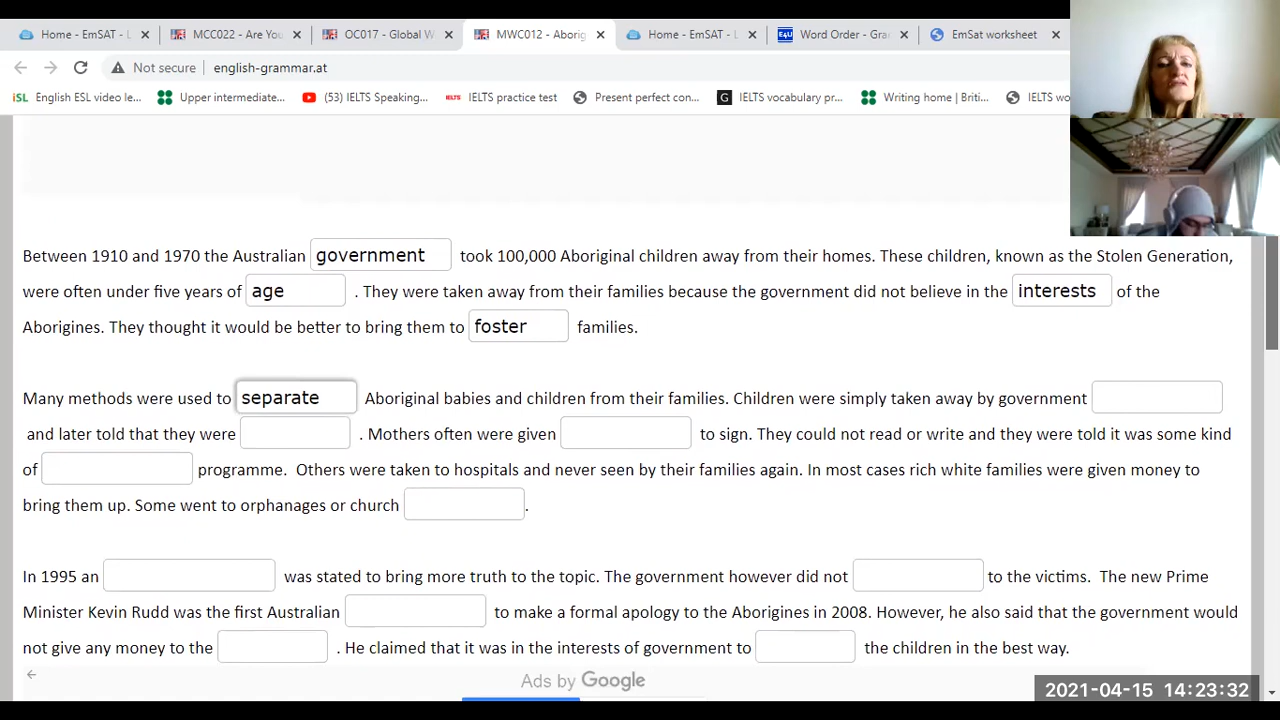 Home - EmSAT - L
MCC022 - Are You
OC017 - Global W
MWC012 - Aborig
Home - EmSAT - L
Word Order - Gra
EmSat worksheet
Not secure english-grammar.at
iSL English ESL video le... Upper intermediate... (53) IELTS Speaking... IELTS IELTS practice test Present perfect con... G IELTS vocabulary pr... Writing home | Briti... IELTS wo
Between 1910 and 1970 the Australian government took 100,000 Aboriginal children away from their homes. These children, known as the Stolen Generation,
were often under five years of age . They were taken away from their families because the government did not believe in the interests of the
Aborigines. They thought it would be better to bring them to foster families.
Many methods were used to separate Aboriginal babies and children from their families. Children were simply taken away by government
and later told that they were . Mothers often were given to sign. They could not read or write and they were told it was some kind
of programme. Others were taken to hospitals and never seen by their families again. In most cases rich white families were given money to
bring them up. Some went to orphanages or church .
In 1995 an was stated to bring more truth to the topic. The government however did not to the victims. The new Prime
Minister Kevin Rudd was the first Australian to make a formal apology to the Aborigines in 2008. However, he also said that the government would
not give any money to the . He claimed that it was in the interests of government to the children in the best way.
Ads by Google
2021-04-15 14:23:32